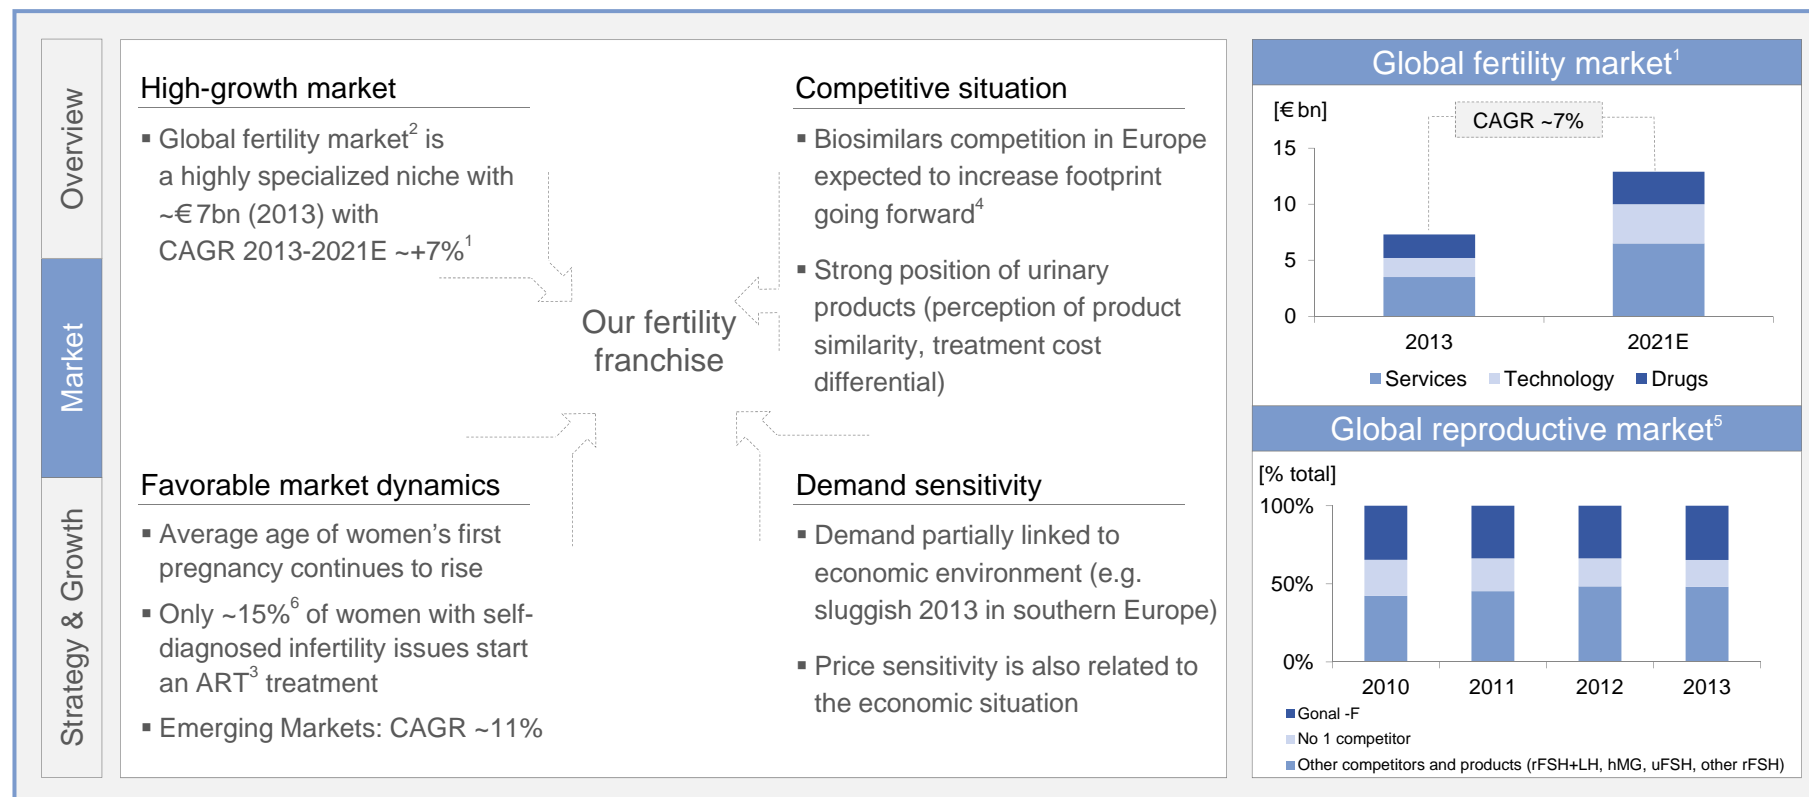 Overview
Market
Strategy & Growth
High-growth market
▪ Global fertility market2 is
a highly specialized niche with
~€7bn (2013) with
CAGR 2013-2021E ~+7%1
Competitive situation
▪ Biosimilars competition in Europe
expected to increase footprint
going forward4
▪ Strong position of urinary
products (perception of product
similarity, treatment cost
differential)
Our fertility
franchise
Favorable market dynamics
▪ Average age of women’s first
pregnancy continues to rise
▪ Only ~15%6 of women with self-
diagnosed infertility issues start
an ART3 treatment
▪ Emerging Markets: CAGR ~11%
Demand sensitivity
▪ Demand partially linked to
economic environment (e.g.
sluggish 2013 in southern Europe)
▪ Price sensitivity is also related to
the economic situation
Global fertility market1
[€bn]
CAGR ~7%
15
10
5
0
2013 2021E
Services Technology Drugs
Global reproductive market5
[% total]
100%
50%
0%
2010 2011 2012 2013
Gonal -F
No 1 competitor
Other competitors and products (rFSH+LH, hMG, uFSH, other rFSH)